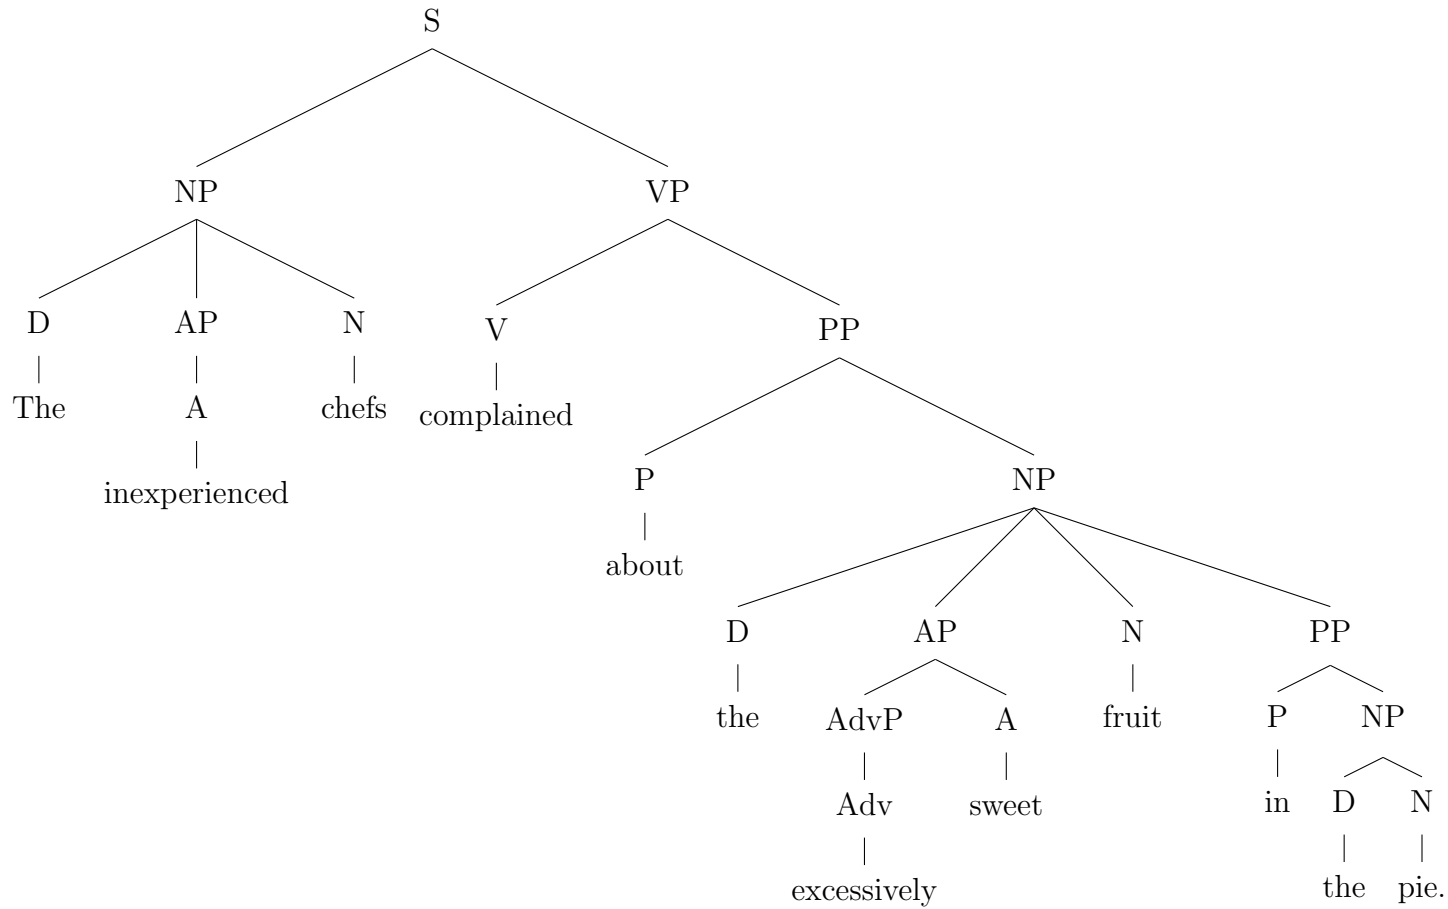 S
NP VP
D AP N V PP
The A chefs complained
inexperienced P NP
about
D AP N PP
the AdvP A fruit P NP
Adv sweet in D N
excessively the pie.